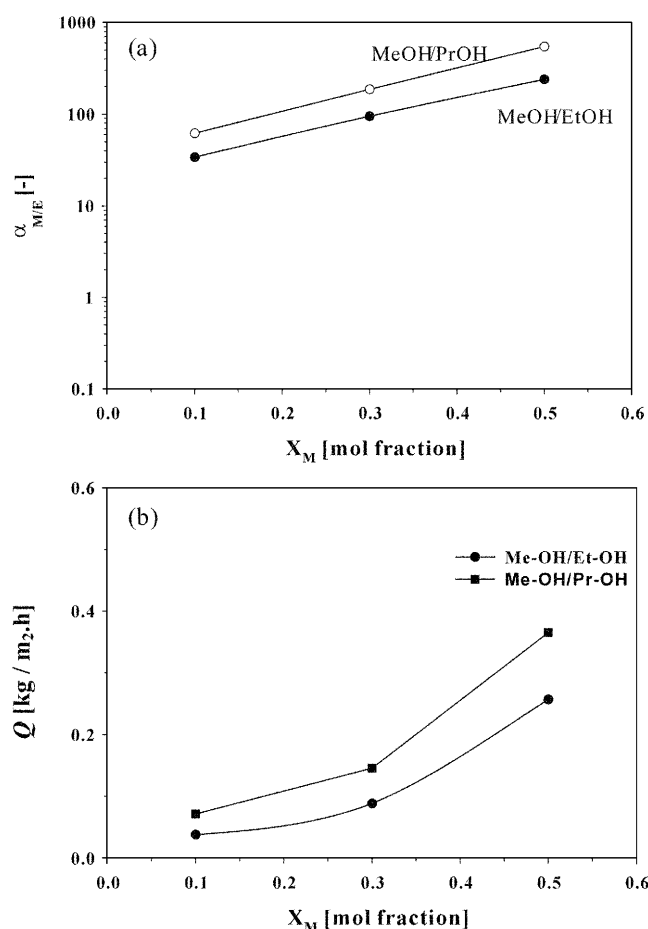 (a)
1000
100
10
1
0.1
α M/E [-]
MeOH/PrOH
MeOH/EtOH
0.0 0.1 0.2 0.3 0.4 0.5 0.6
X M [mol fraction]
(b)
0.6
0.4
0.2
0.0
Q [kg / m2.h]
Me-OH/Et-OH
Me-OH/Pr-OH
0.0 0.1 0.2 0.3 0.4 0.5 0.6
X M [mol fraction]